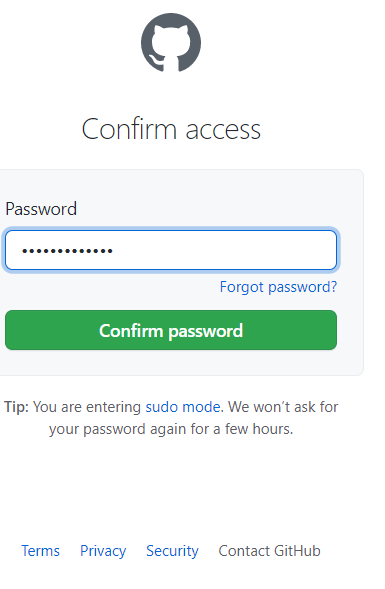 Confirm access
Password
•••••••••••••
Forgot password?
Confirm password
Tip: You are entering sudo mode. We won't ask for
your password again for a few hours.
Terms Privacy Security Contact GitHub